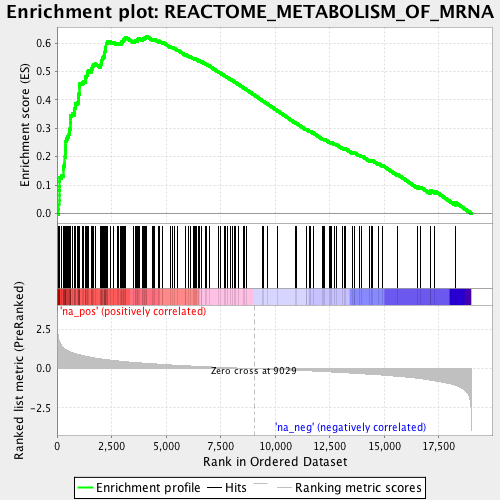 Enrichment plot: REACTOME_METABOLISM_OF_MRNA
Enrichment score (ES)
0.6
0.5
0.4
0.3
0.2
0.1
0.0
'na_pos' (positively correlated)
Ranked list metric (PreRanked)
2.5
0.0
-2.5
Zero cross at 9029
'na_neg' (negatively correlated)
0 2,500 5,000 7,500 10,000 12,500 15,000 17,500
Rank in Ordered Dataset
Enrichment profile Hits Ranking metric scores